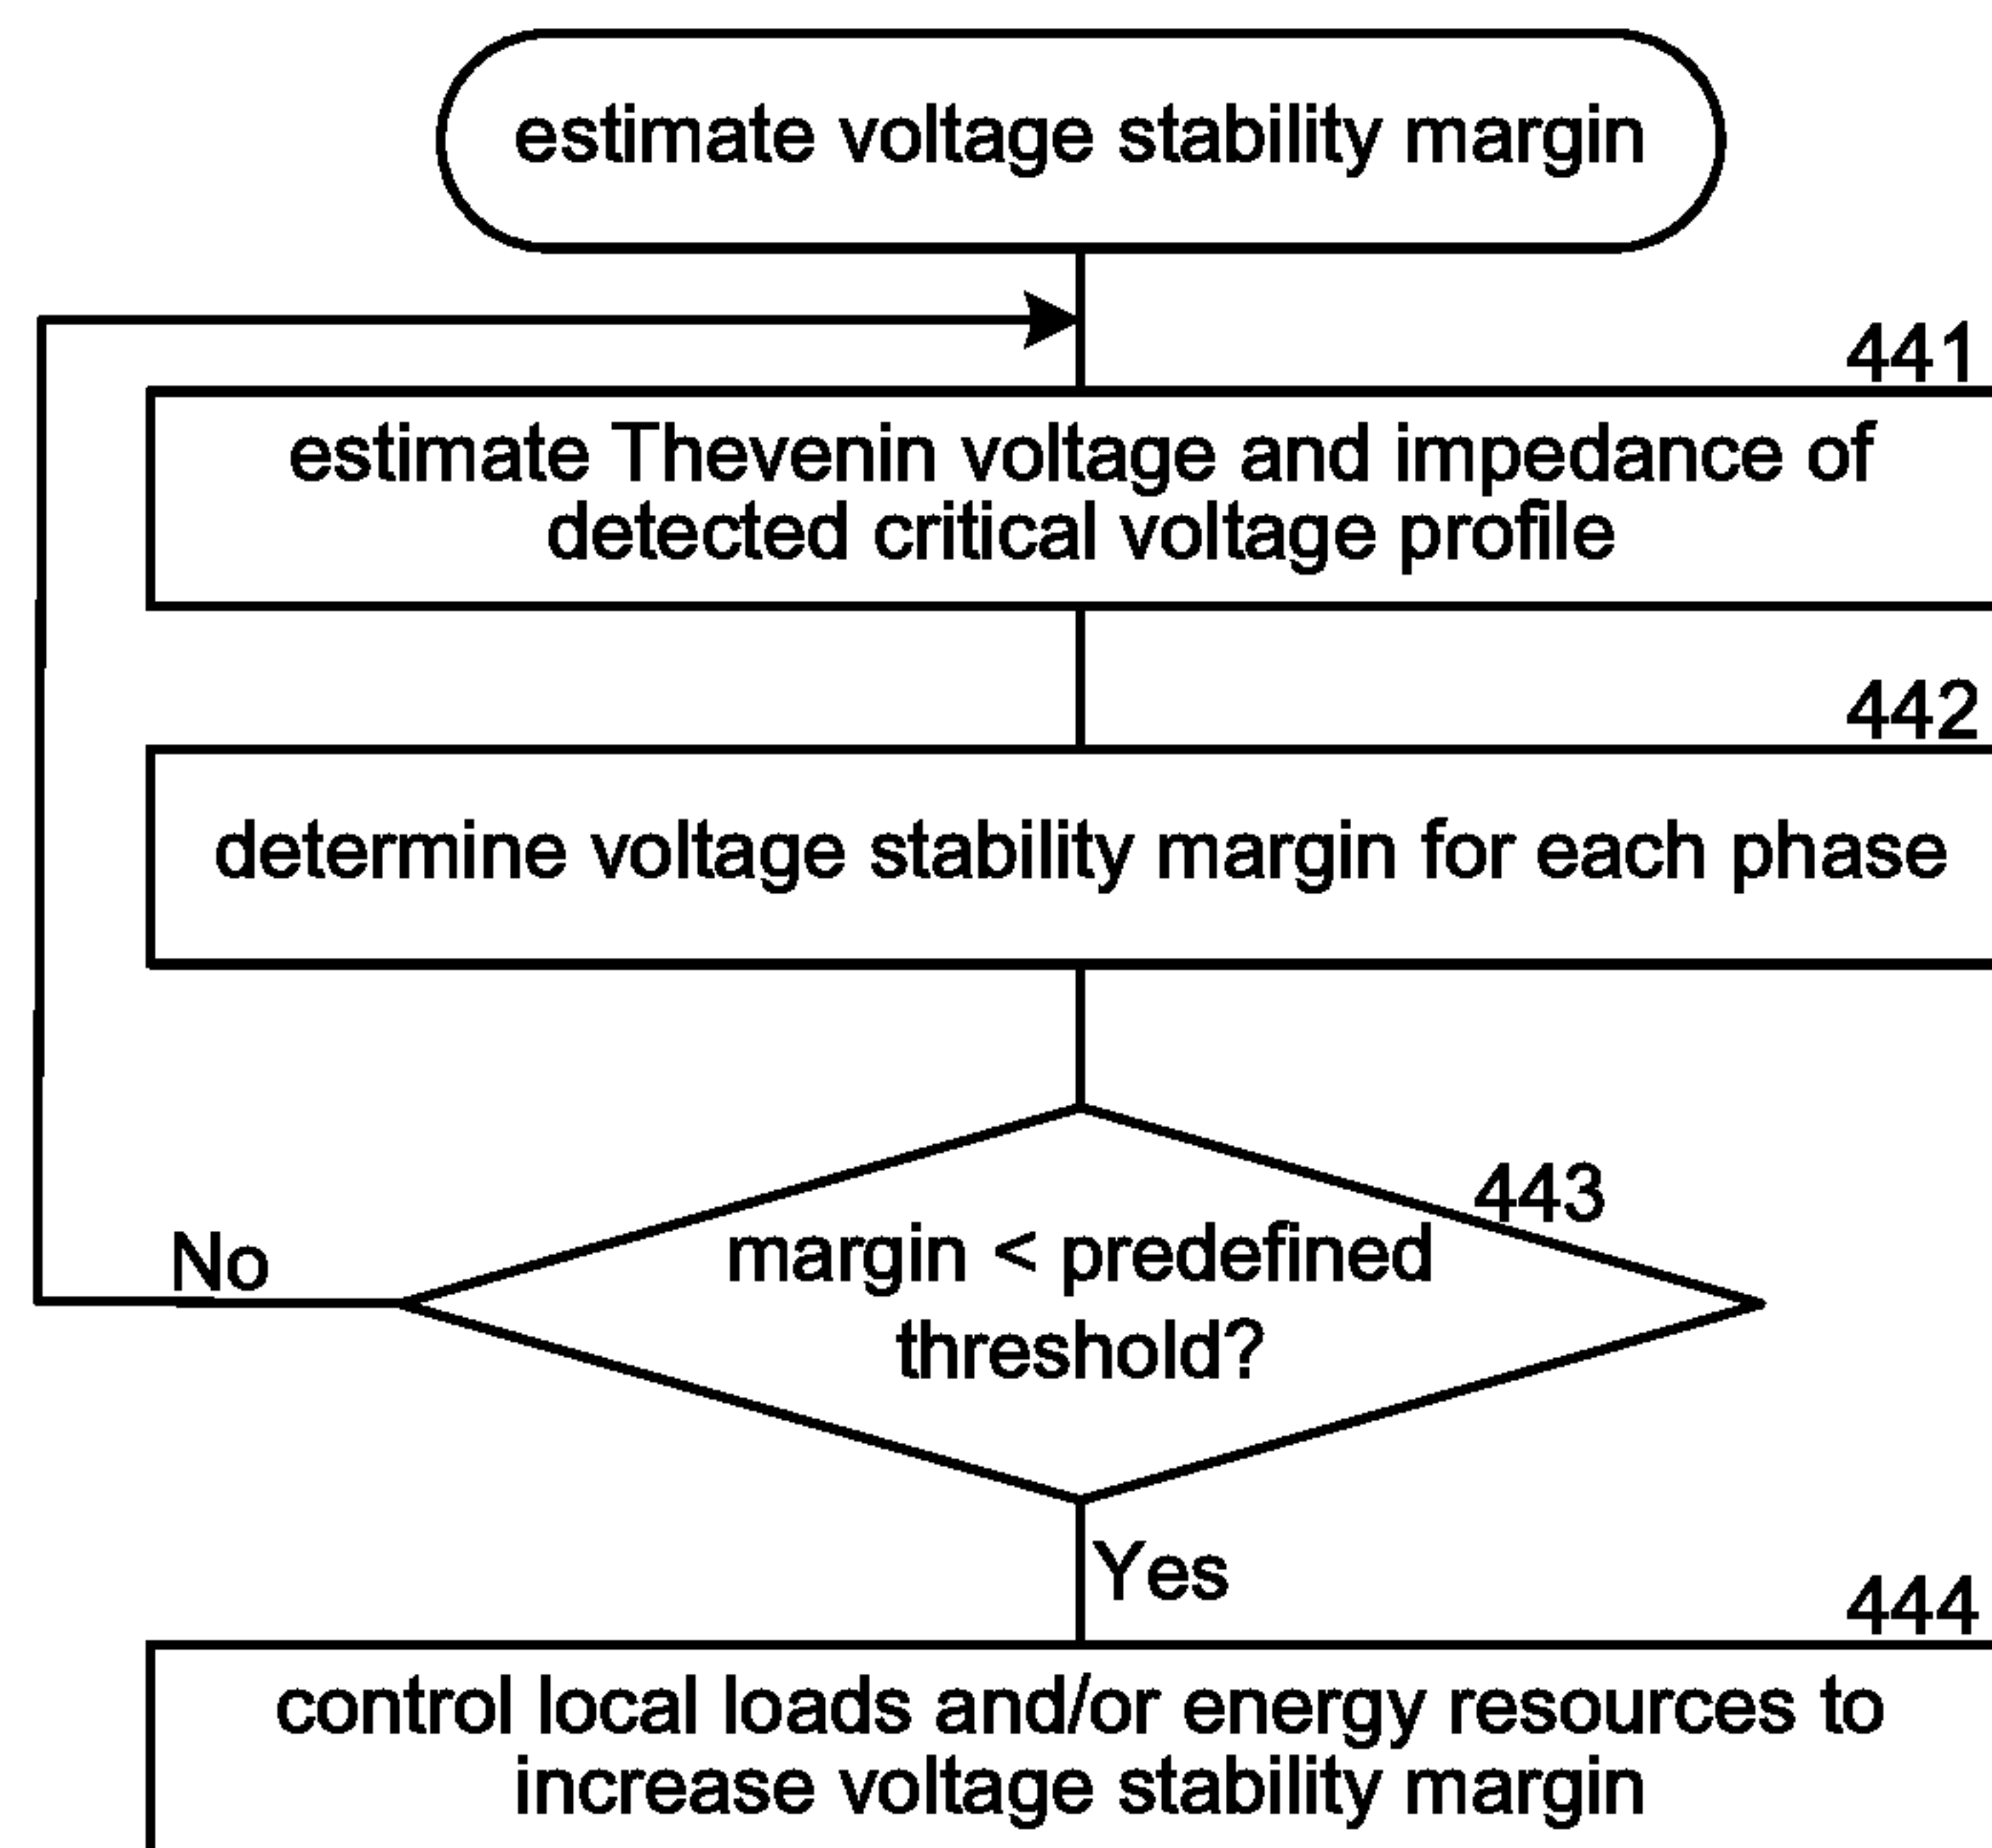 estimate voltage stability margin
441
estimate Thevenin voltage and impedance of
detected critical voltage profile
442
determine voltage stability margin for each phase
443
margin < predefined
threshold?
No
Yes
444
control local loads and/or energy resources to
increase voltage stability margin